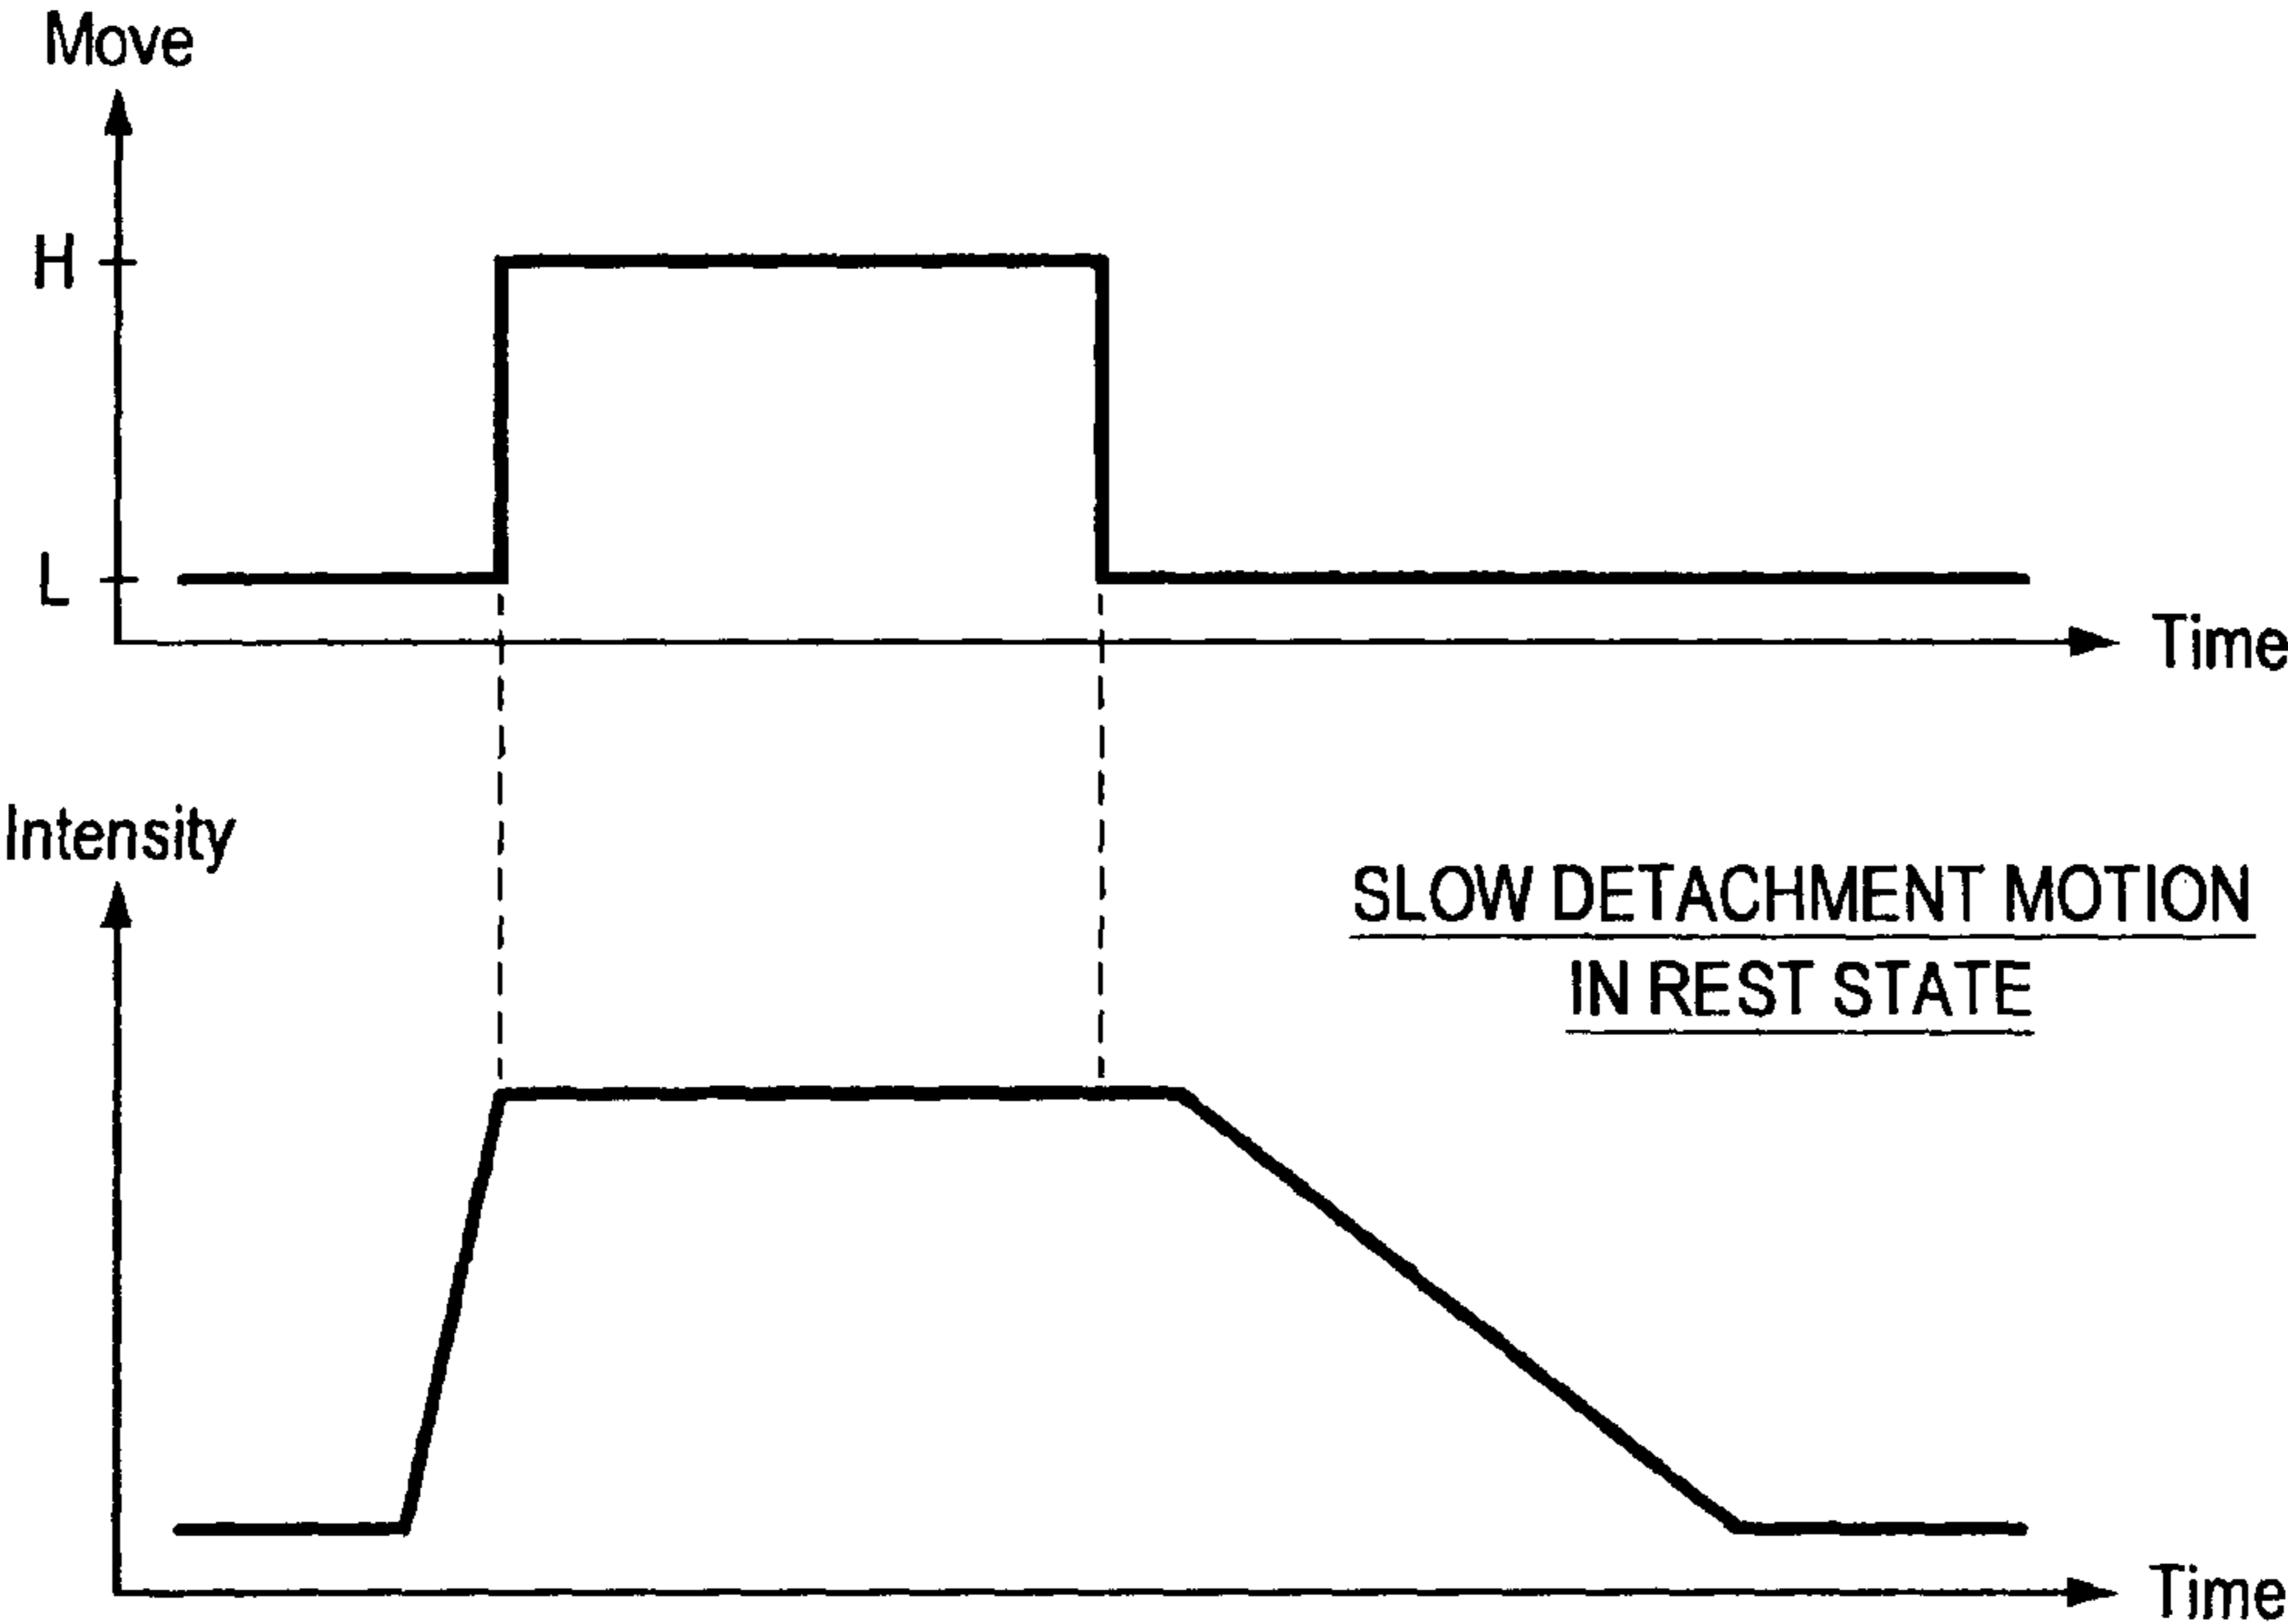 Move
H
L
Time
Intensity
SLOW DETACHMENT MOTION
IN REST STATE
Time